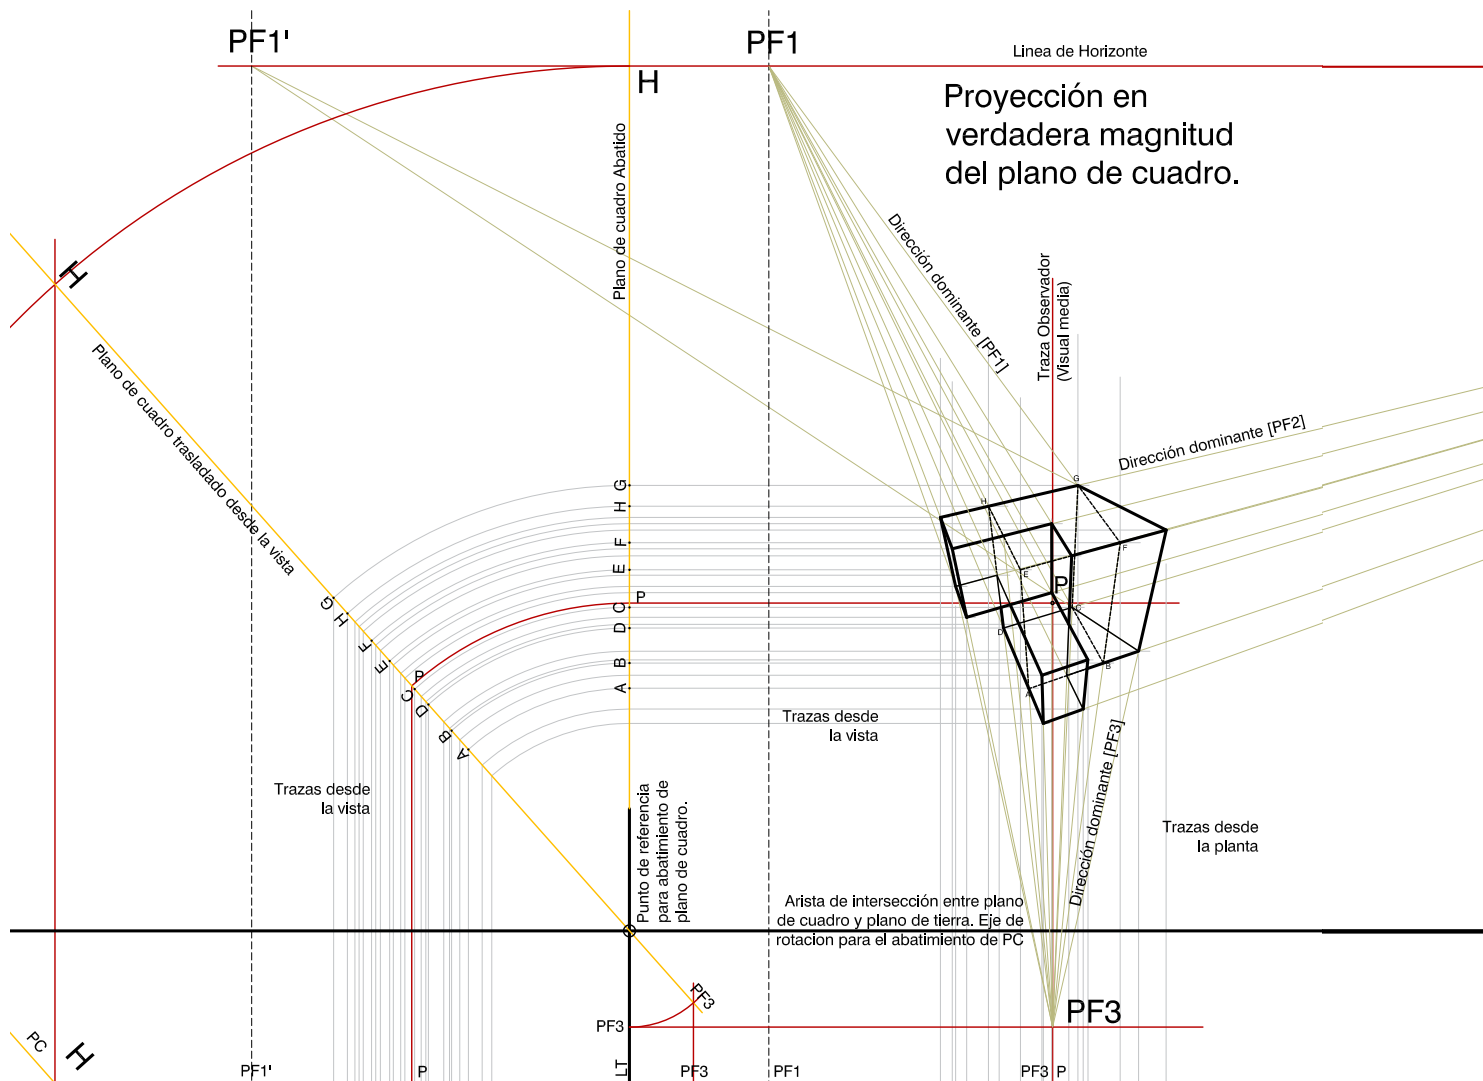 PF1'
PF1
Linea de Horizonte
H
Proyección en
verdadera magnitud
del plano de cuadro.
Plano de cuadro Abatido
Dirección dominante [PF1]
Traza Observador
(Visual media)
H
Plano de cuadro trasladado desde la vista
Dirección dominante [PF2]
G
H
F
E
P
C
D
B
A
G
H
F
E
P
C
D
B
A
G
H
F
E
P
C
D
B
A
Trazas desde
la vista
Trazas desde
la vista
Dirección dominante [PF3]
Trazas desde
la planta
Punto de referencia
para abatimiento de
plano de cuadro.
Arista de intersección entre plano
de cuadro y plano de tierra. Eje de
rotacion para el abatimiento de PC
PF3
PF3
PF3
PC
H
PF1'
P
LT
PF3
PF1
PF3
P